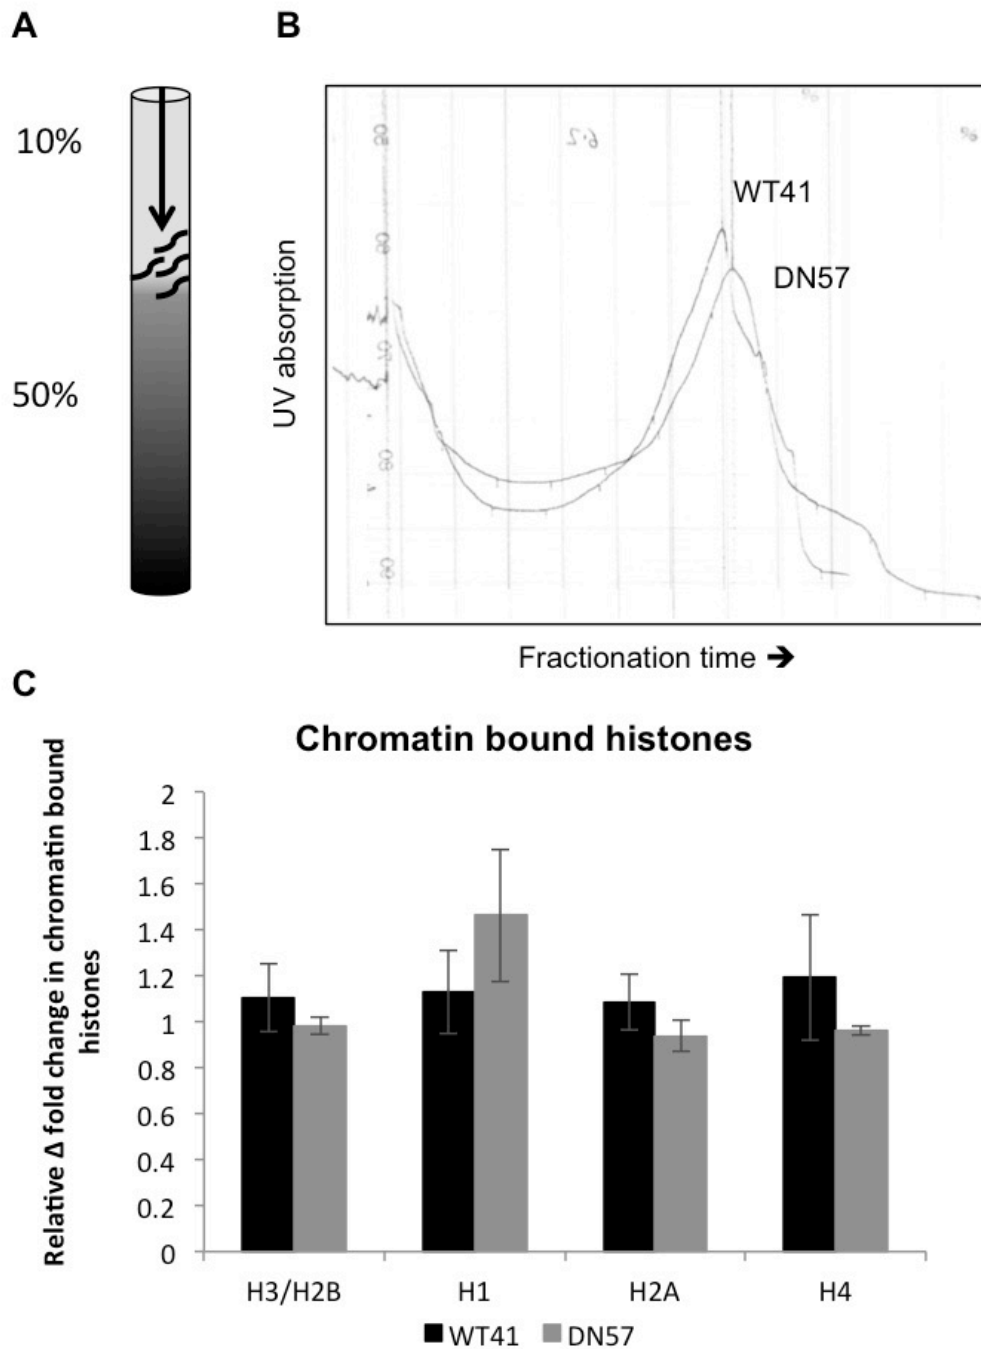 A
B
10%
50%
WT41
DN57
UV absorption
Fractionation time ➔
C
Chromatin bound histones
Relative Δ fold change in chromatin bound
histones
2
1.8
1.6
1.4
1.2
1
0.8
0.6
0.4
0.2
0
H3/H2B
H1
H2A
H4
WT41
DN57